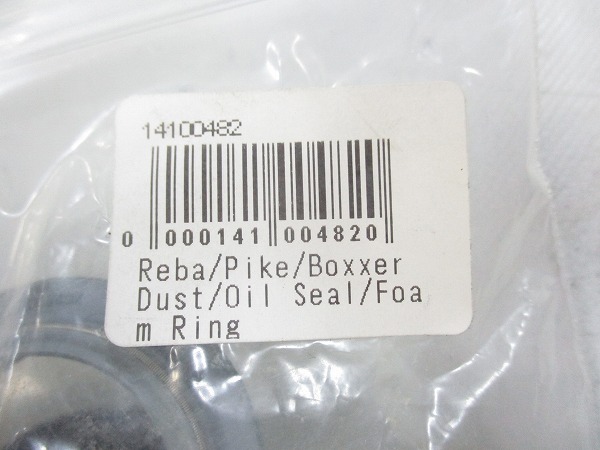 14100482
0 000141 004820
Reba/Pike/Boxxer
Dust/Oil Seal/Foa
m Ring